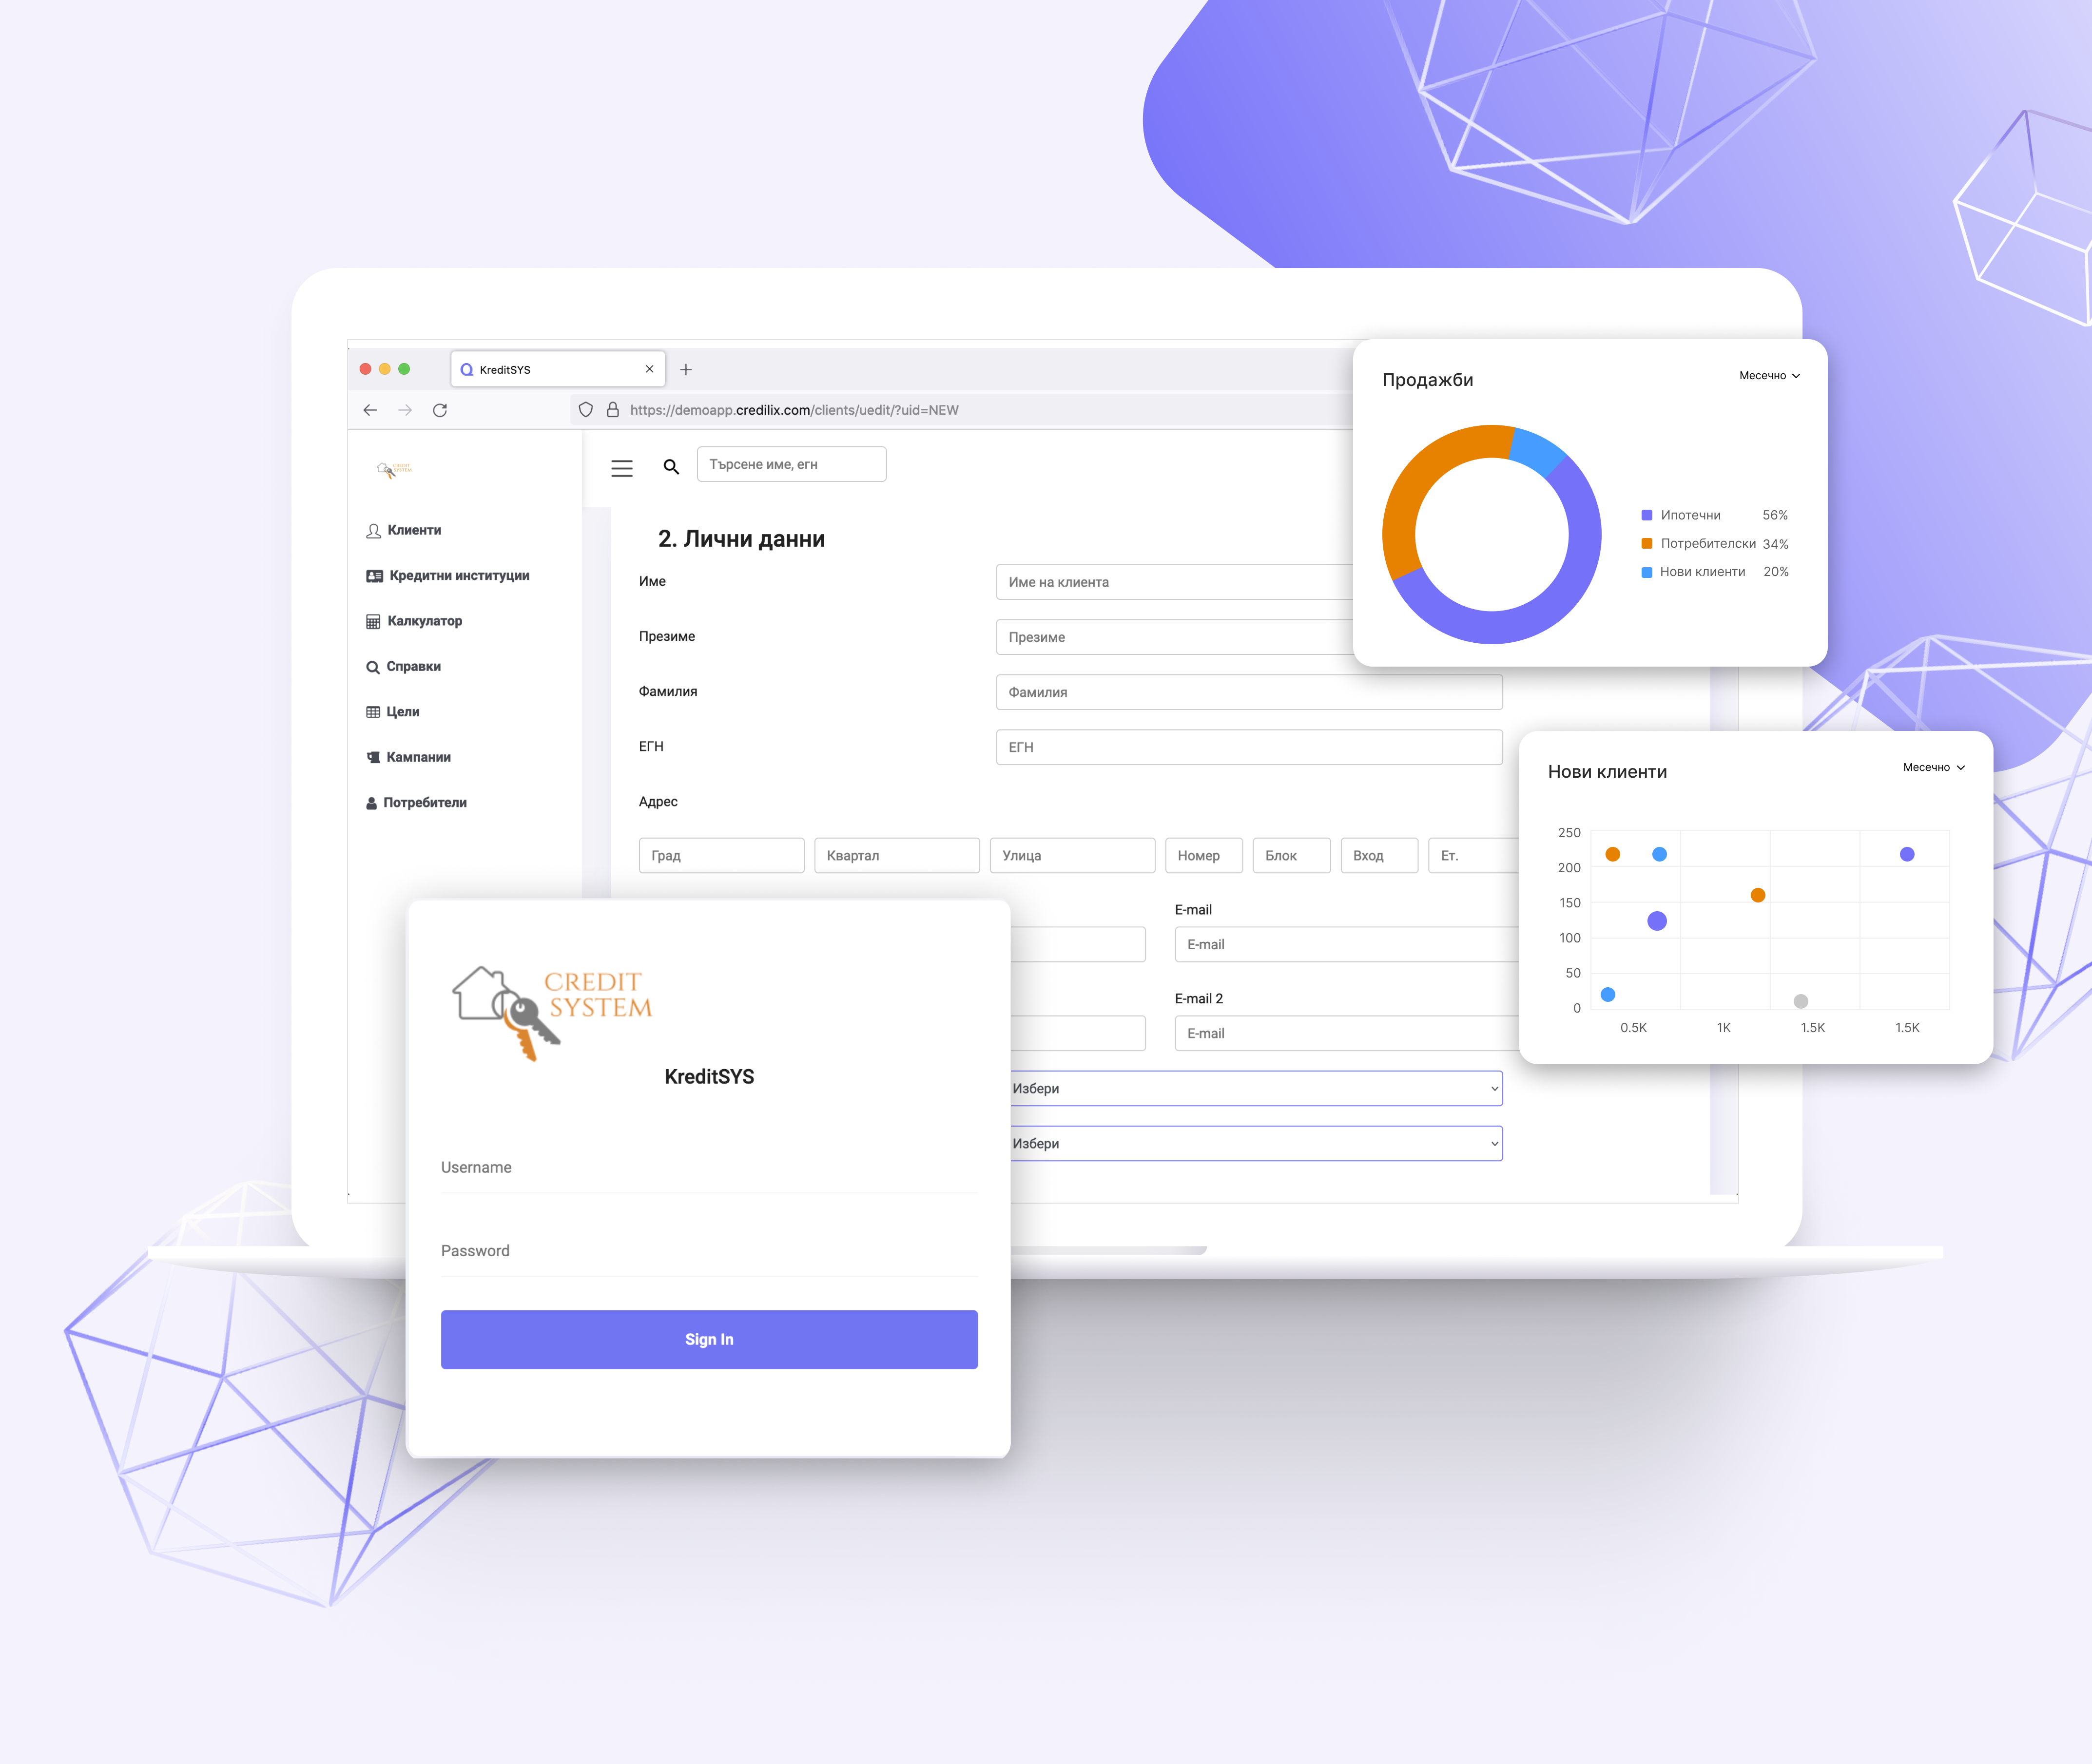 KreditSYS
https://demoapp.credilix.com/clients/uedit/?uid=NEW
CREDIT
SYSTEM
Търсене име, егн
Клиенти
Кредитни институции
Калкулатор
Справки
Цели
Кампании
Потребители
2. Лични данни
Име
Име на клиента
Презиме
Презиме
Фамилия
Фамилия
ЕГН
ЕГН
Адрес
Град Квартал Улица Номер Блок Вход Ет.
E-mail
E-mail
E-mail 2
E-mail
Избери
Избери
Продажби
Месечно
Ипотечни 56%
Потребителски 34%
Нови клиенти 20%
Нови клиенти
Месечно
250
200
150
100
50
0
0.5K 1K 1.5K 1.5K
CREDIT
SYSTEM
KreditSYS
Username
Password
Sign In